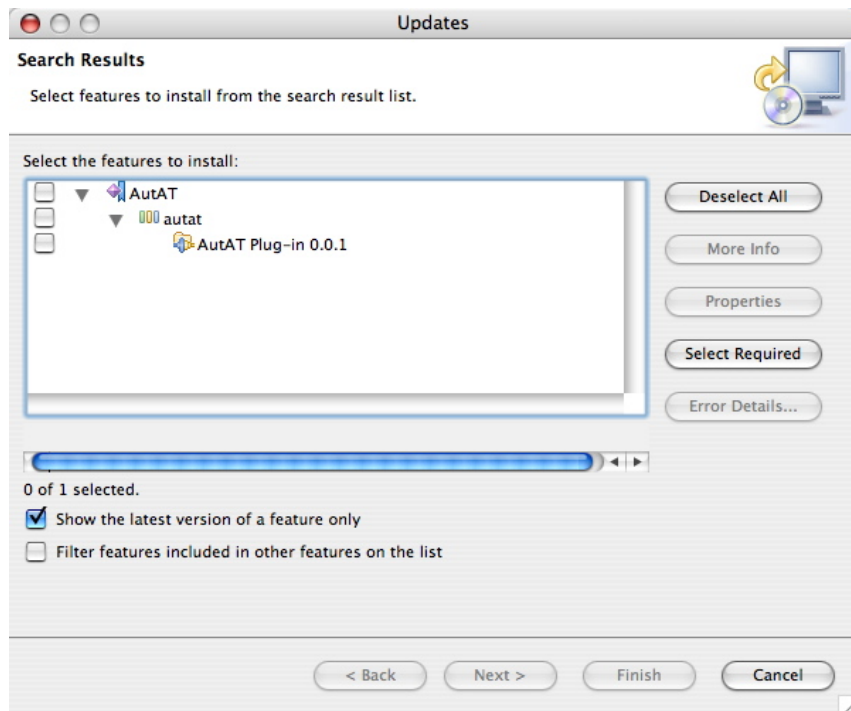 Updates
Search Results
Select features to install from the search result list.
Select the features to install:
AutAT
autat
AutAT Plug-in 0.0.1
Deselect All
More Info
Properties
Select Required
Error Details...
0 of 1 selected.
Show the latest version of a feature only
Filter features included in other features on the list
< Back
Next >
Finish
Cancel